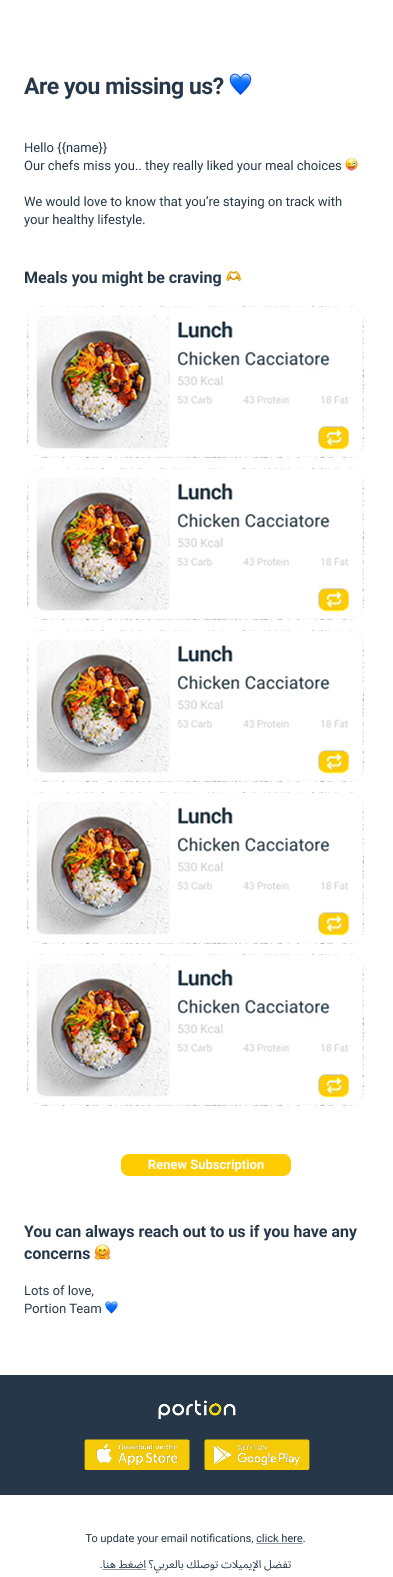 Are you missing us? 💙
Hello {{name}}
Our chefs miss you.. they really liked your meal choices 😜
We would love to know that you're staying on track with
your healthy lifestyle.
Meals you might be craving 🫶
Lunch
Chicken Cacciatore
530 Kcal
53 Carb 43 Protein 18 Fat
Lunch
Chicken Cacciatore
530 Kcal
53 Carb 43 Protein 18 Fat
Lunch
Chicken Cacciatore
530 Kcal
53 Carb 43 Protein 18 Fat
Lunch
Chicken Cacciatore
530 Kcal
53 Carb 43 Protein 18 Fat
Lunch
Chicken Cacciatore
530 Kcal
53 Carb 43 Protein 18 Fat
Renew Subscription
You can always reach out to us if you have any
concerns 🤗
Lots of love,
Portion Team 💙
portion
Download on the
App Store
GET IT ON
Google Play
To update your email notifications, click here.
تفضل الإيميلات توصلك بالعربي؟ اضغط هنا.